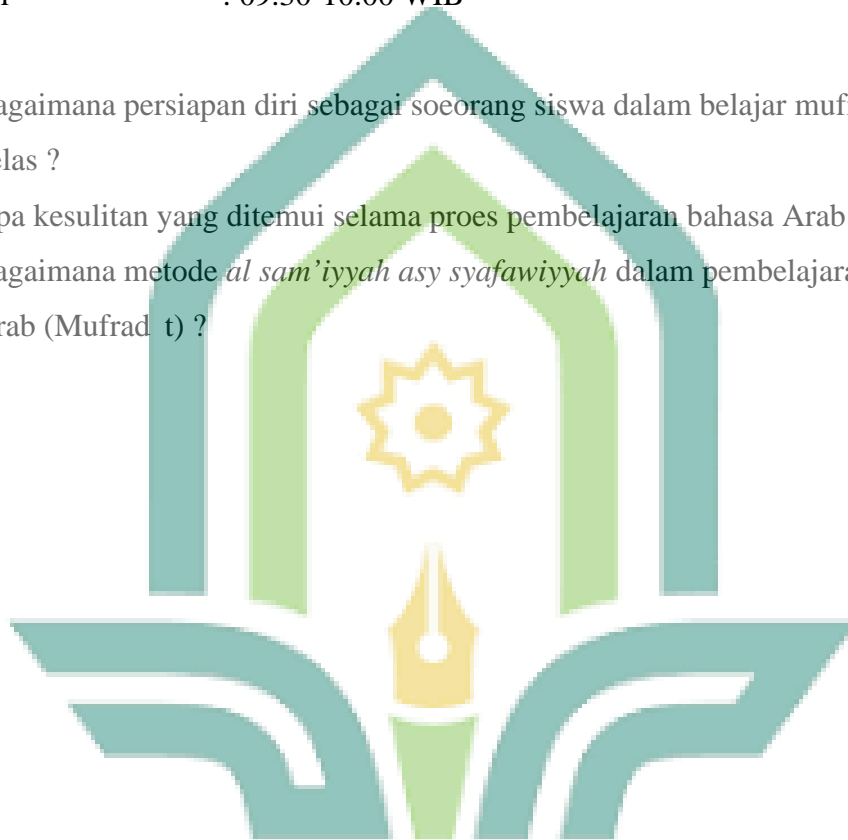 : 09.30-10.00 WIB
agaimana persiapan diri sebagai soeorang siswa dalam belajar muf
elas ?
pa kesulitan yang ditemui selama proes pembelajaran bahasa Arab
agaimana metode al sam’iyyah asy syafawiyyah dalam pembelajara
rab (Mufrad t) ?